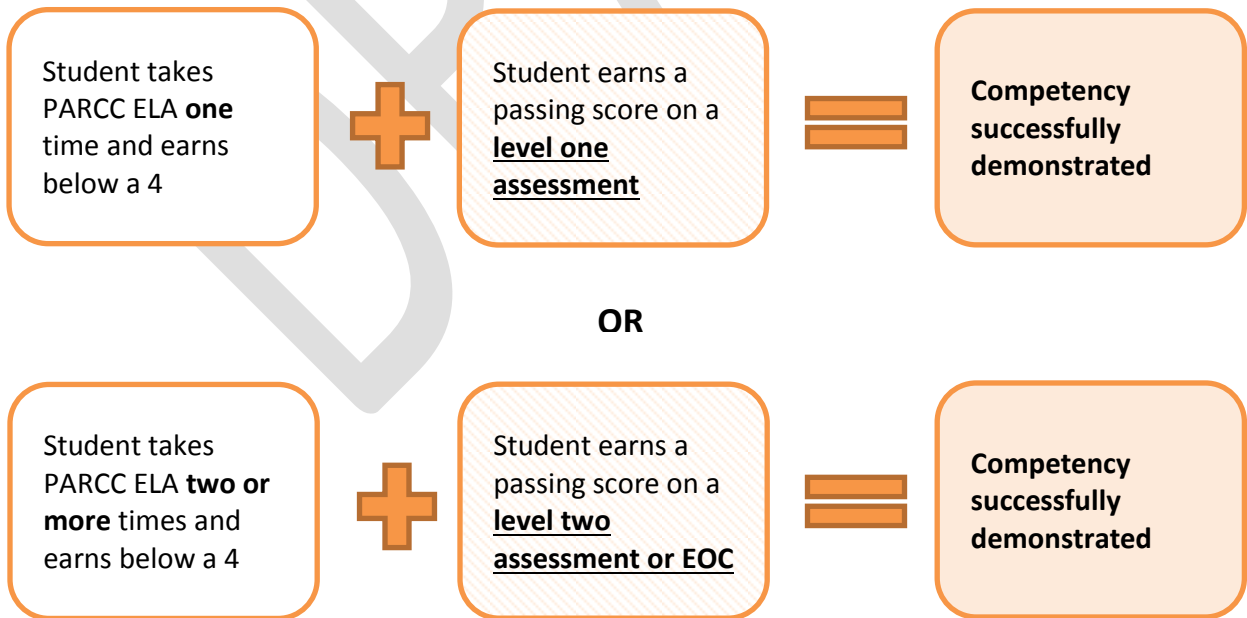 Student takes
PARCC ELA one
time and earns
below a 4
Student earns a
passing score on a
level one
assessment
Competency
successfully
demonstrated
OR
Student takes
PARCC ELA two or
more times and
earns below a 4
Student earns a
passing score on a
level two
assessment or EOC
Competency
successfully
demonstrated